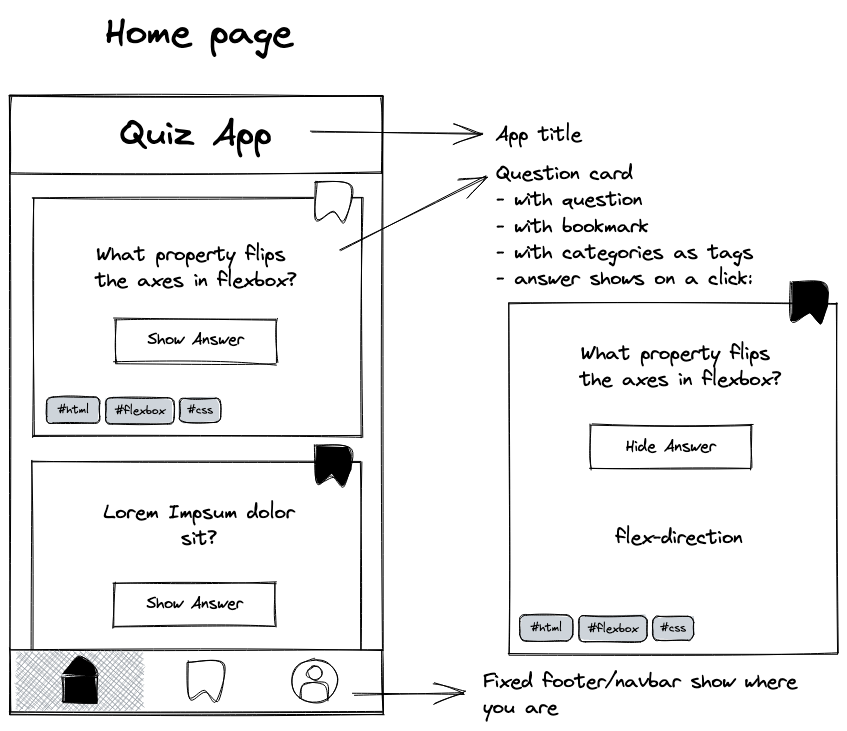 Home page
Quiz App
App title
Question card
- with question
- with bookmark
- with categories as tags
- answer shows on a click:
What property flips
the axes in flexbox?
Show Answer
#html #flexbox #css
Lorem Impsum dolor
sit?
Show Answer
What property flips
the axes in flexbox?
Hide Answer
flex-direction
#html #flexbox #css
Fixed footer/navbar show where
you are